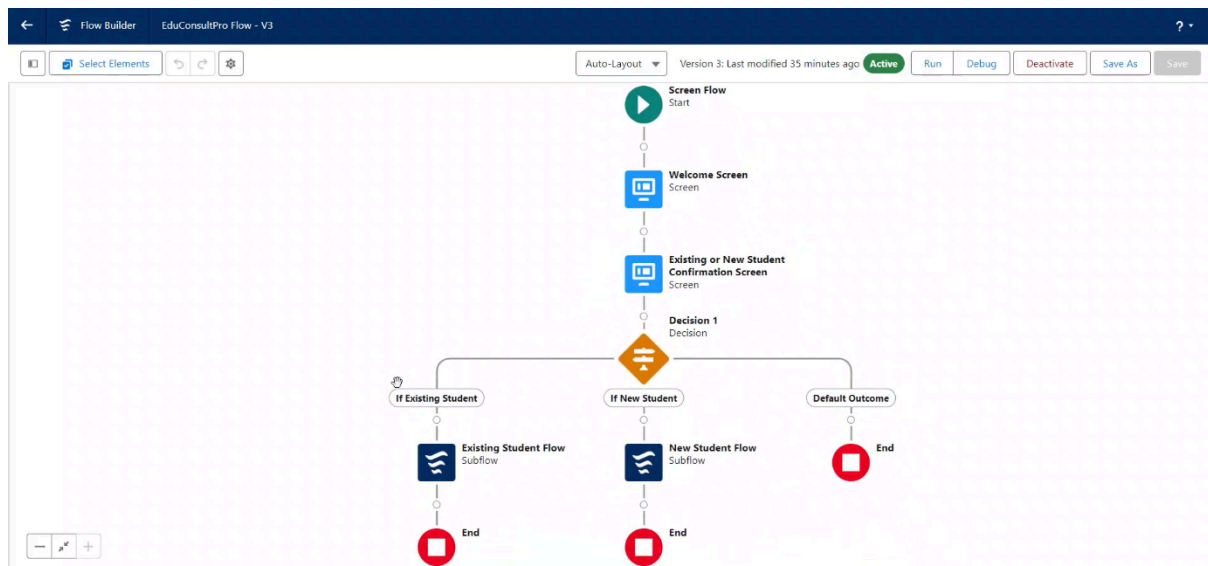 Flow Builder EduConsultPro Flow - V3 ?
Select Elements Auto-Layout Version 3: Last modified 35 minutes ago Active Run Debug Deactivate Save As Save
Screen Flow
Start
Welcome Screen
Screen
Existing or New Student
Confirmation Screen
Screen
Decision 1
Decision
If Existing Student If New Student Default Outcome
Existing Student Flow
Subflow
New Student Flow
Subflow
End
End
End